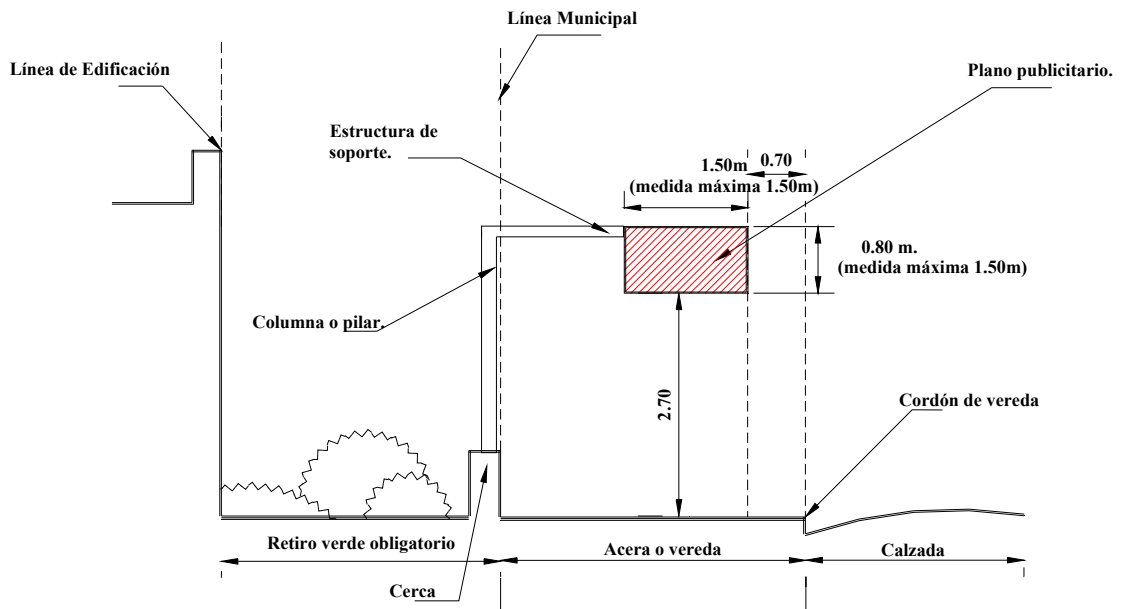 Línea Municipal
Línea de Edificación
Plano publicitario.
Estructura de
soporte.
1.50m
(medida máxima 1.50m)
0.70
0.80 m.
(medida máxima 1.50m)
Columna o pilar.
2.70
Cordón de vereda
Retiro verde obligatorio
Acera o vereda
Calzada
Cerca